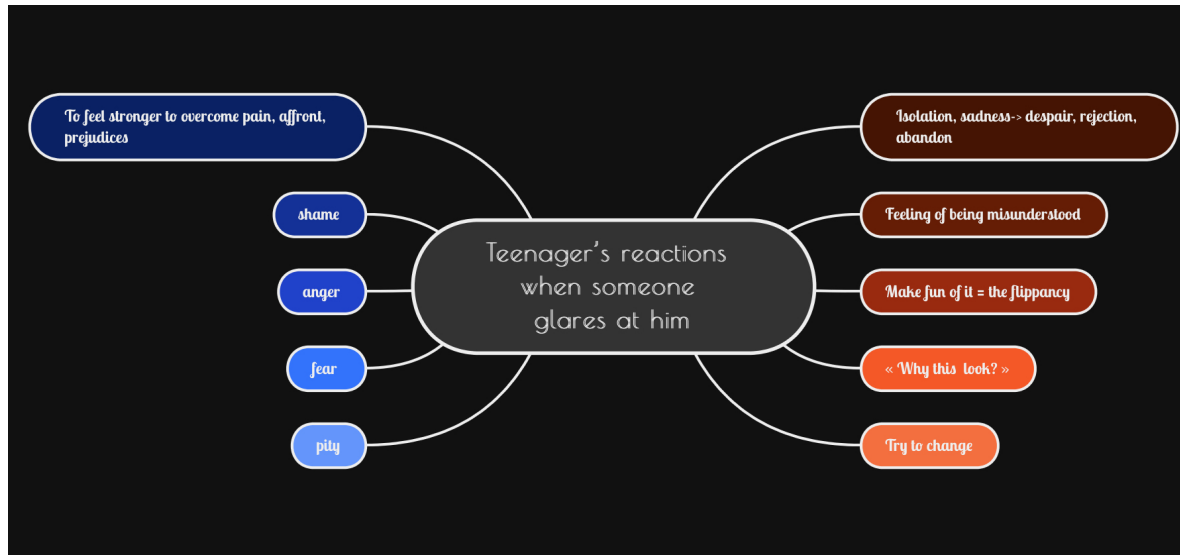 Teenager's reactions
when someone
glares at him
To feel stronger to overcome pain, affront,
prejudices
shame
anger
fear
pity
Isolation, sadness-> despair, rejection,
abandon
Feeling of being misunderstood
Make fun of it = the flippancy
« Why this look? »
Try to change